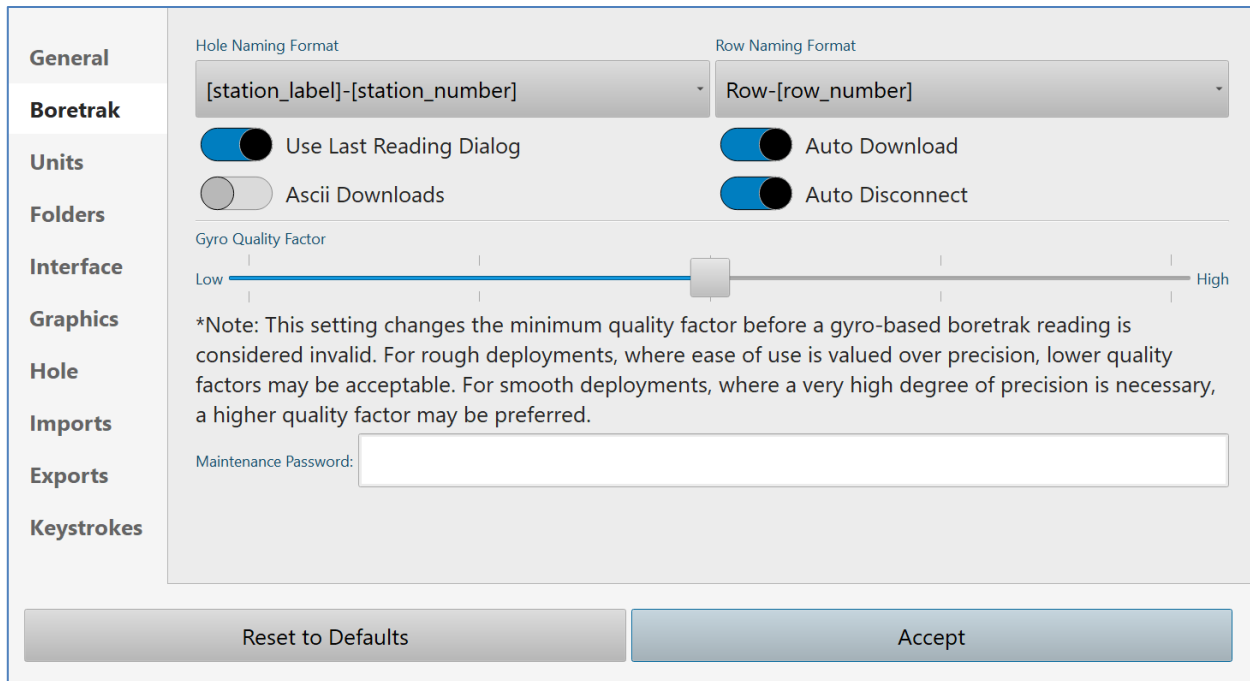 General
Boretrak
Units
Folders
Interface
Graphics
Hole
Imports
Exports
Keystrokes
Hole Naming Format
Row Naming Format
[station_label]-[station_number]
Row-[row_number]
Use Last Reading Dialog
Auto Download
Ascii Downloads
Auto Disconnect
Gyro Quality Factor
Low
High
*Note: This setting changes the minimum quality factor before a gyro-based boretrak reading is
considered invalid. For rough deployments, where ease of use is valued over precision, lower quality
factors may be acceptable. For smooth deployments, where a very high degree of precision is necessary,
a higher quality factor may be preferred.
Maintenance Password:
Reset to Defaults
Accept